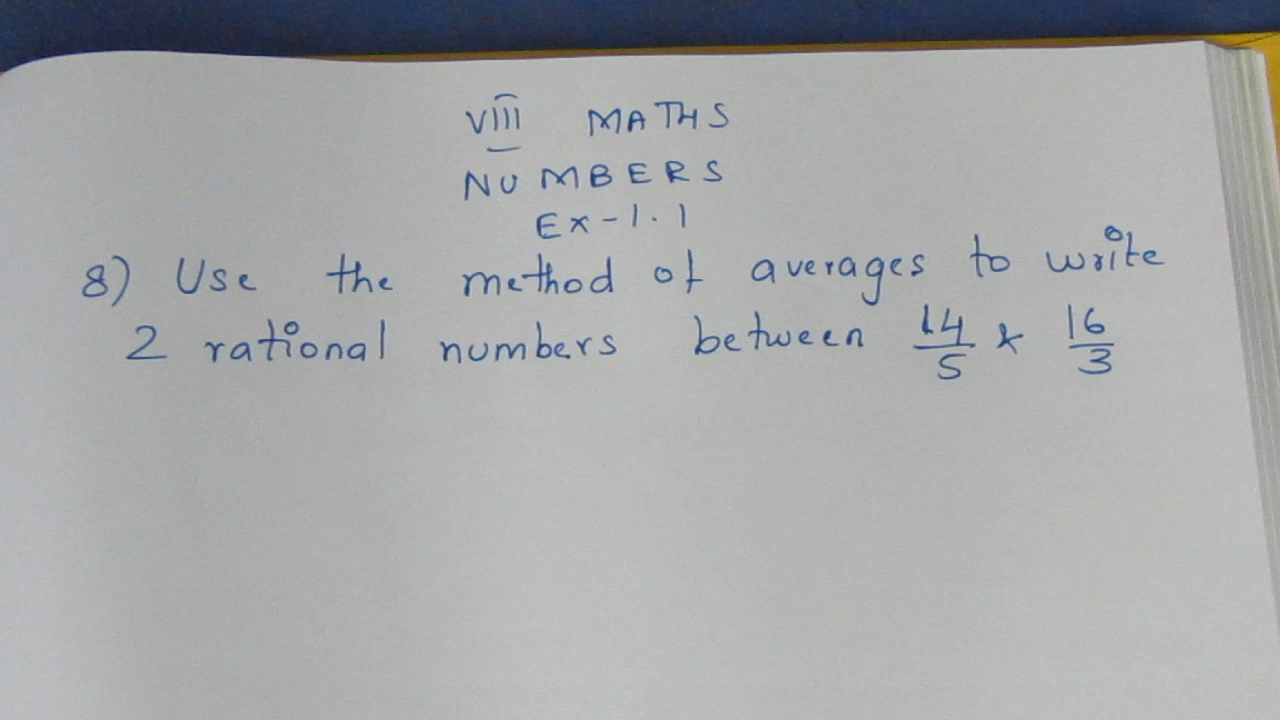 VIII MATHS
NUMBERS
Ex-1.1
8) Use the method of averages to write
2 rational numbers between 14/5 & 16/3